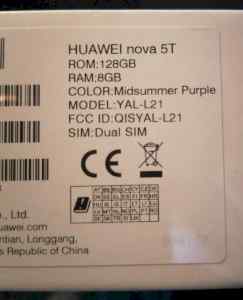 HUAWEI nova 5T
ROM:128GB
RAM:8GB
COLOR:Midsummer Purple
MODEL:YAL-L21
FCC ID:QISYAL-L21
SIM:Dual SIM
CE
, Ltd.
huawei.com
ntian, Longgang,
s Republic of China